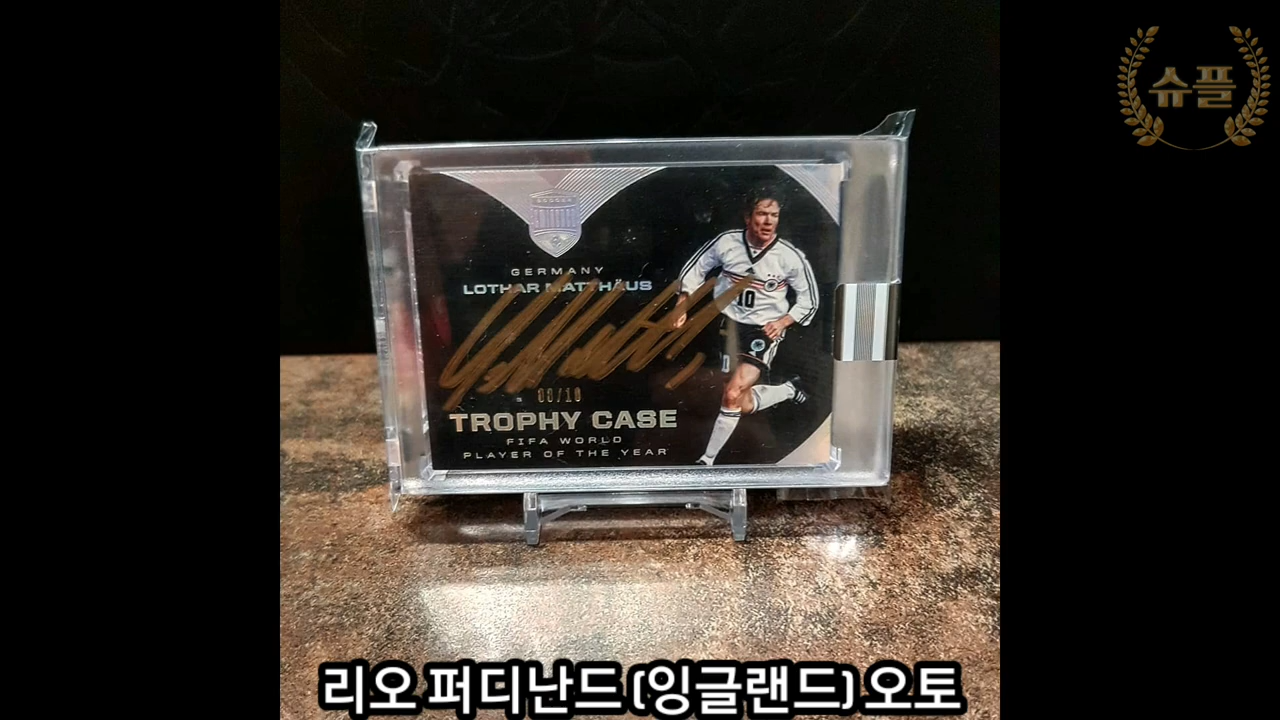 슈플
GERMANY
LOTHAR MATTHÄUS
TROPHY CASE
FIFA WORLD
PLAYER OF THE YEAR
10
리오 퍼디난드 (잉글랜드) 오토